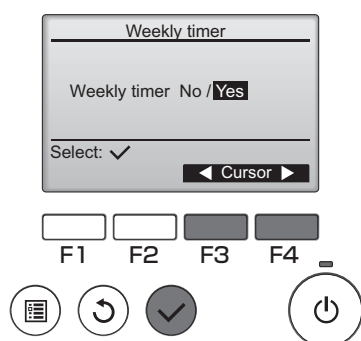 Weekly timer
Weekly timer No / Yes
Select: ✓
◀ Cursor ▶
F1 F2 F3 F4